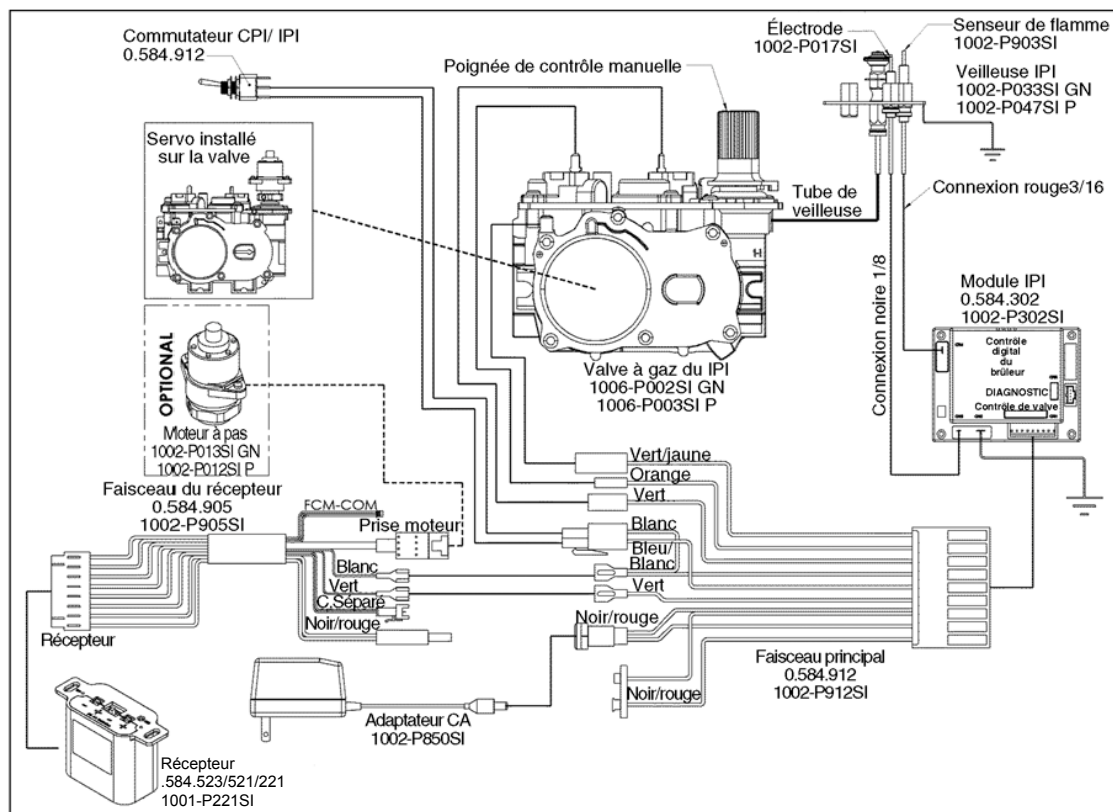 Commutateur CPI/ IPI
0.584.912
Électrode
1002-P017SI
Senseur de flamme
1002-P903SI
Poignée de contrôle manuelle
Veilleuse IPI
1002-P033SI GN
1002-P047SI P
Servo installé
sur la valve
Tube de
veilleuse
Connexion rouge3/16
Connexion noire 1/8
Module IPI
0.584.302
1002-P302SI
Contrôle
digital
du
brûleur
DIAGNOSTIC
Contrôle de valve
Valve à gaz du IPI
1006-P002SI GN
1006-P003SI P
OPTIONAL
Moteur à pas
1002-P013SI GN
1002-P012SI P
Faisceau du récepteur
0.584.905
1002-P905SI
FCM-COM
Prise moteur
Vert/jaune
Orange
Vert
Blanc
Bleu/
Blanc
Vert
Blanc
Vert
C.Séparé
Noir/rouge
Noir/rouge
Noir/rouge
Récepteur
Faisceau principal
0.584.912
1002-P912SI
Adaptateur CA
1002-P850SI
Récepteur
.584.523/521/221
1001-P221SI